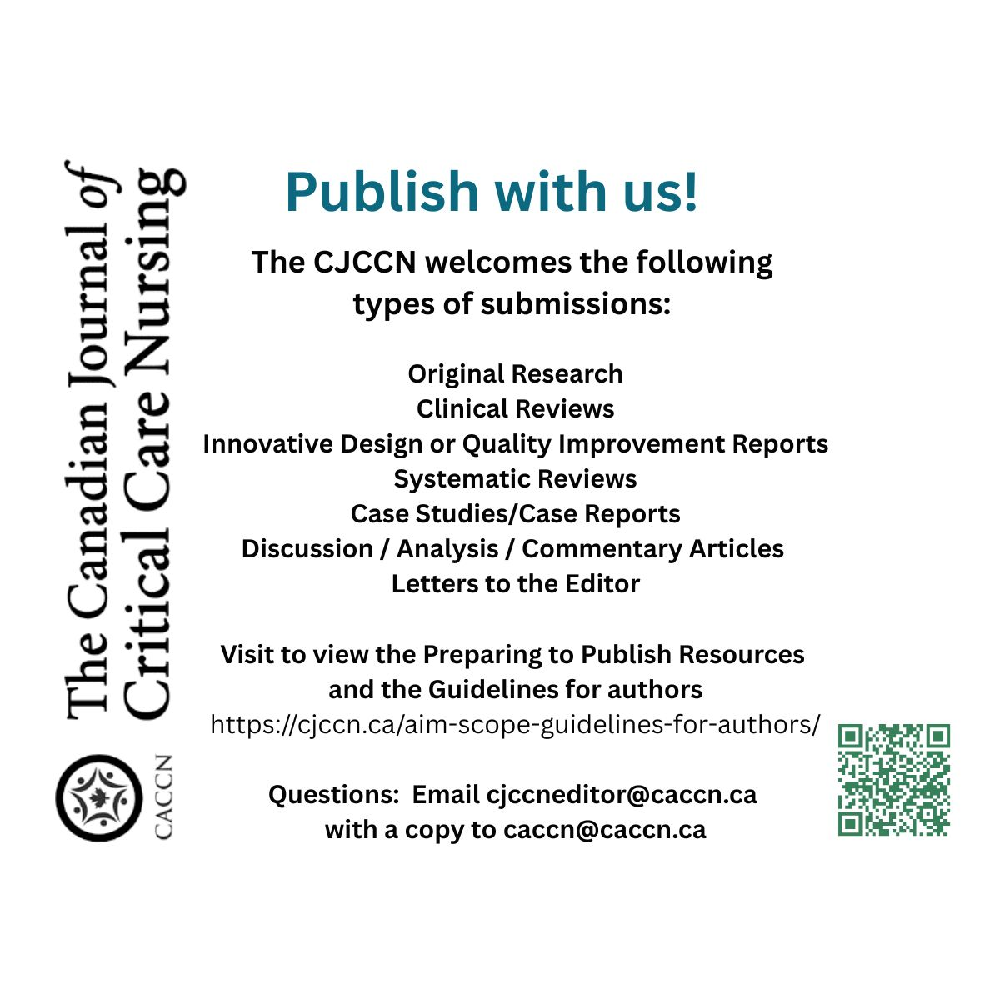 The Canadian Journal of
Critical Care Nursing
CACCN
Publish with us!
The CJCCN welcomes the following
types of submissions:
Original Research
Clinical Reviews
Innovative Design or Quality Improvement Reports
Systematic Reviews
Case Studies/Case Reports
Discussion / Analysis / Commentary Articles
Letters to the Editor
Visit to view the Preparing to Publish Resources
and the Guidelines for authors
https://cjccn.ca/aim-scope-guidelines-for-authors/
Questions:  Email cjccneditor@caccn.ca
with a copy to caccn@caccn.ca